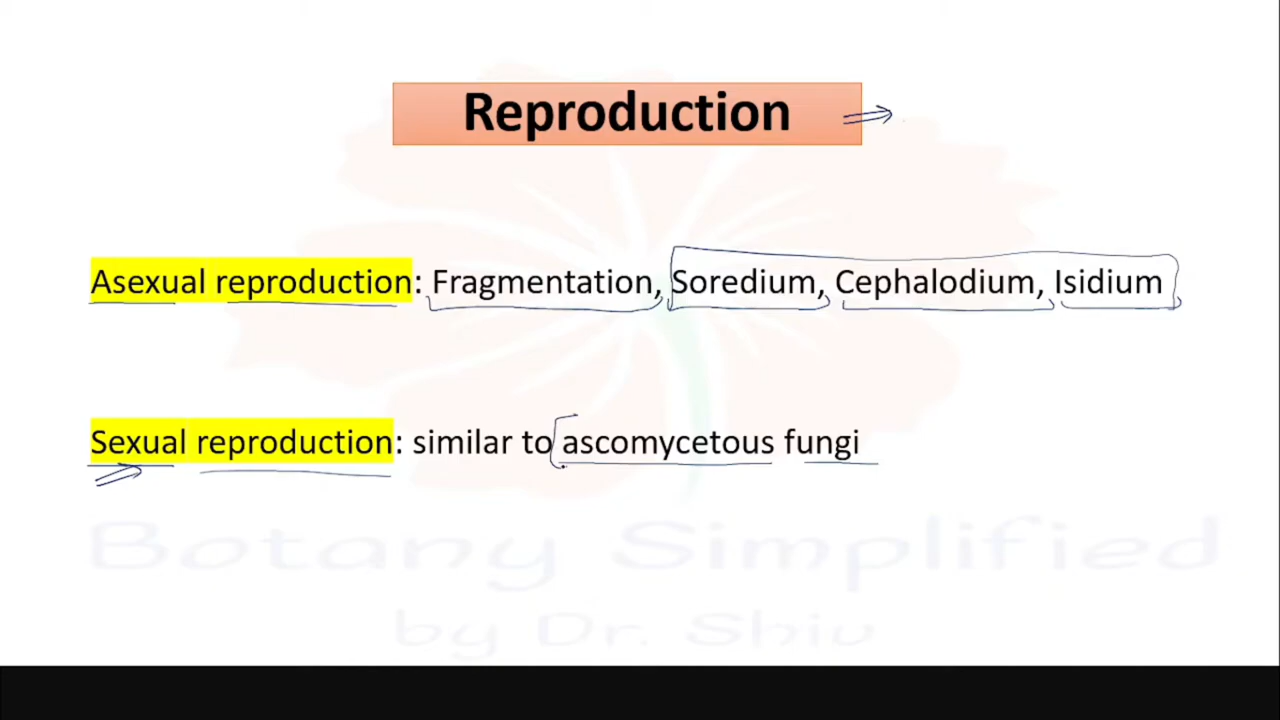 Reproduction
Asexual reproduction: Fragmentation, Soredium, Cephalodium, Isidium
Sexual reproduction: similar to ascomycetous fungi
Botany Simplified
by Dr. Shiv